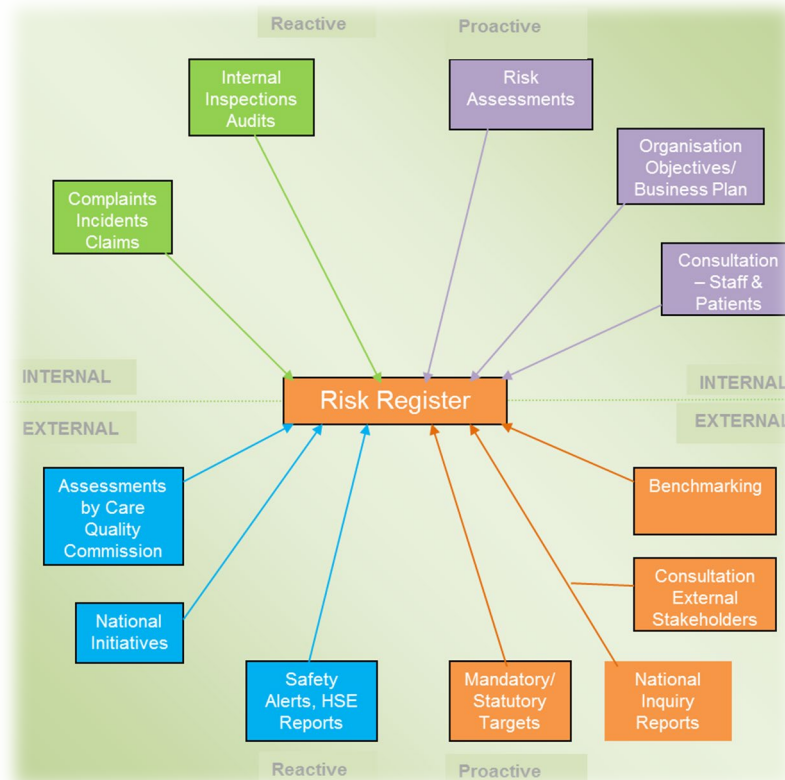 Reactive
Proactive
Internal
Inspections
Audits
Risk
Assessments
Organisation
Objectives/
Business Plan
Complaints
Incidents
Claims
Consultation
– Staff &
Patients
INTERNAL
INTERNAL
Risk Register
EXTERNAL
EXTERNAL
Assessments
by Care
Quality
Commission
Benchmarking
National
Initiatives
Consultation
External
Stakeholders
Safety
Alerts, HSE
Reports
Mandatory/
Statutory
Targets
National
Inquiry
Reports
Reactive
Proactive